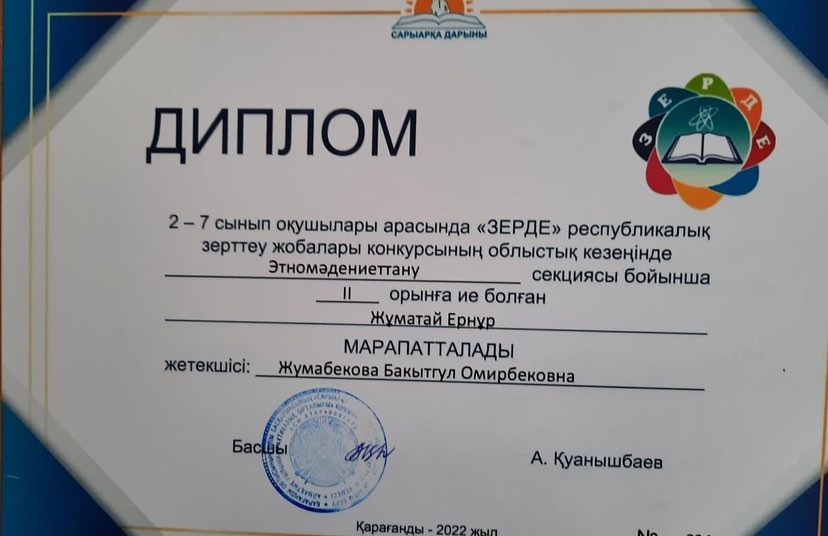 САРЫАРҚА ДАРЫНЫ
ДИПЛОМ
ЗЕРДЕ
2 – 7 сынып оқушылары арасында «ЗЕРДЕ» республикалық
зерттеу жобалары конкурсының облыстық кезеңінде
Этномәдениеттану секциясы бойынша
II орынға ие болған
Жұматай Ернұр
МАРАПАТТАЛАДЫ
жетекшісі: Жумабекова Бакытгул Омирбековна
Басшы
А. Қуанышбаев
Қарағанды - 2022 жыл
№